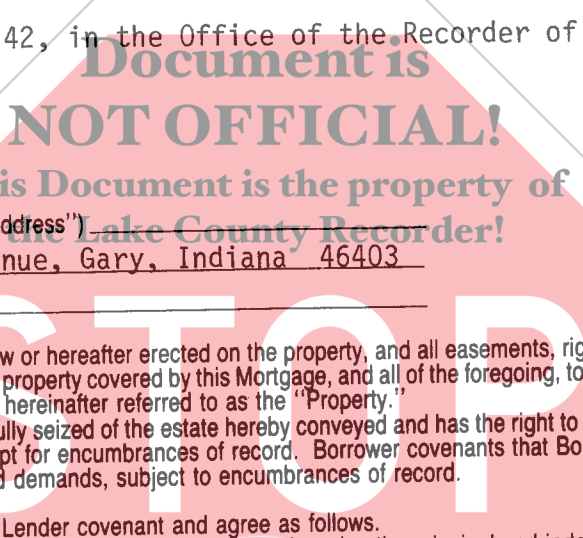 42, in the Office of the Recorder of
Document is
NOT OFFICIAL!
is Document is the property of
ddress")
the Lake County Recorder!
nue, Gary, Indiana 46403
STOP
w or hereafter erected on the property, and all easements, rig
property covered by this Mortgage, and all of the foregoing, to
hereinafter referred to as the "Property."
ully seized of the estate hereby conveyed and has the right to
pt for encumbrances of record. Borrower covenants that Bo
d demands, subject to encumbrances of record.
Lender covenant and agree as follows.